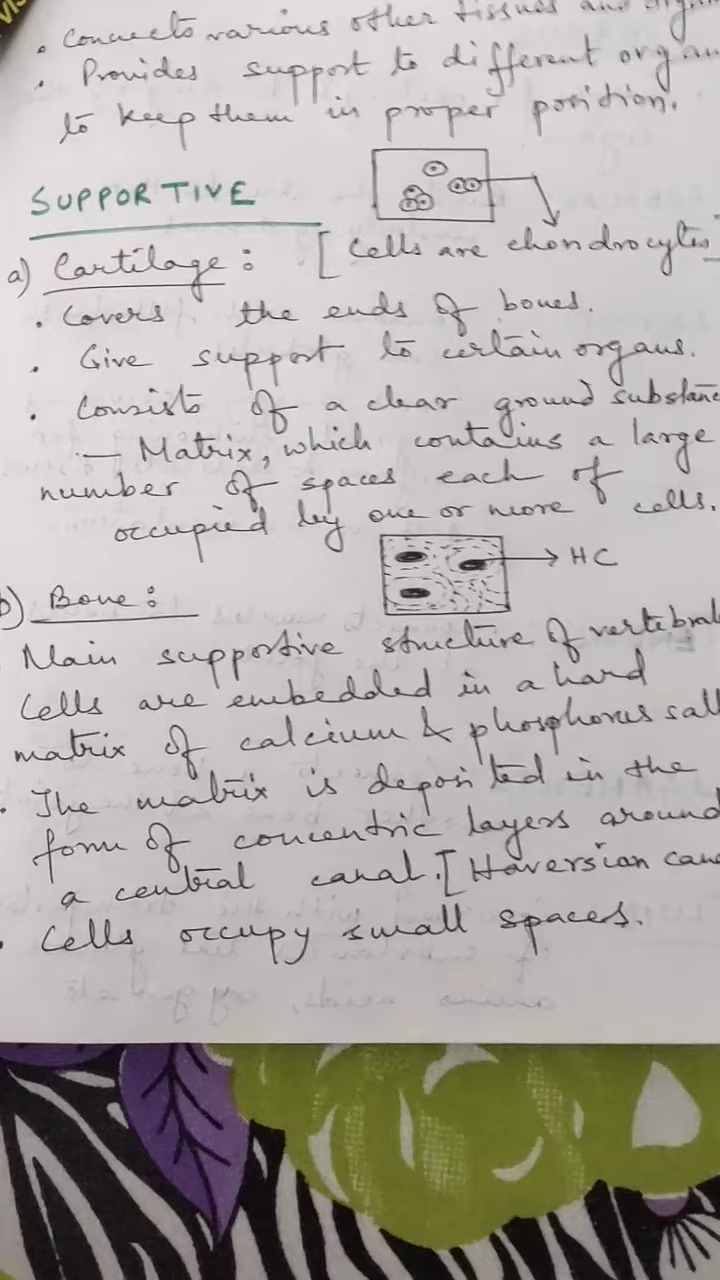 • Connects various other tissues and
• Provides support to different organ
to keep them in proper position.
SUPPORTIVE
a) Cartilage : [ Cells are chondrocytes
• Covers the ends of bones.
• Give support to certain organs.
• Consists of a clear ground substanc
— Matrix, which contains a large
number of spaces each of
occupied by one or more cells.
→ HC
b) Bone :
Main supportive structure of vertebrat
Cells are embedded in a hard
matrix of calcium & phosphorus salt
• The matrix is deposited in the
form of concentric layers around
a central canal. [ Haversian cana
• Cells occupy small spaces.